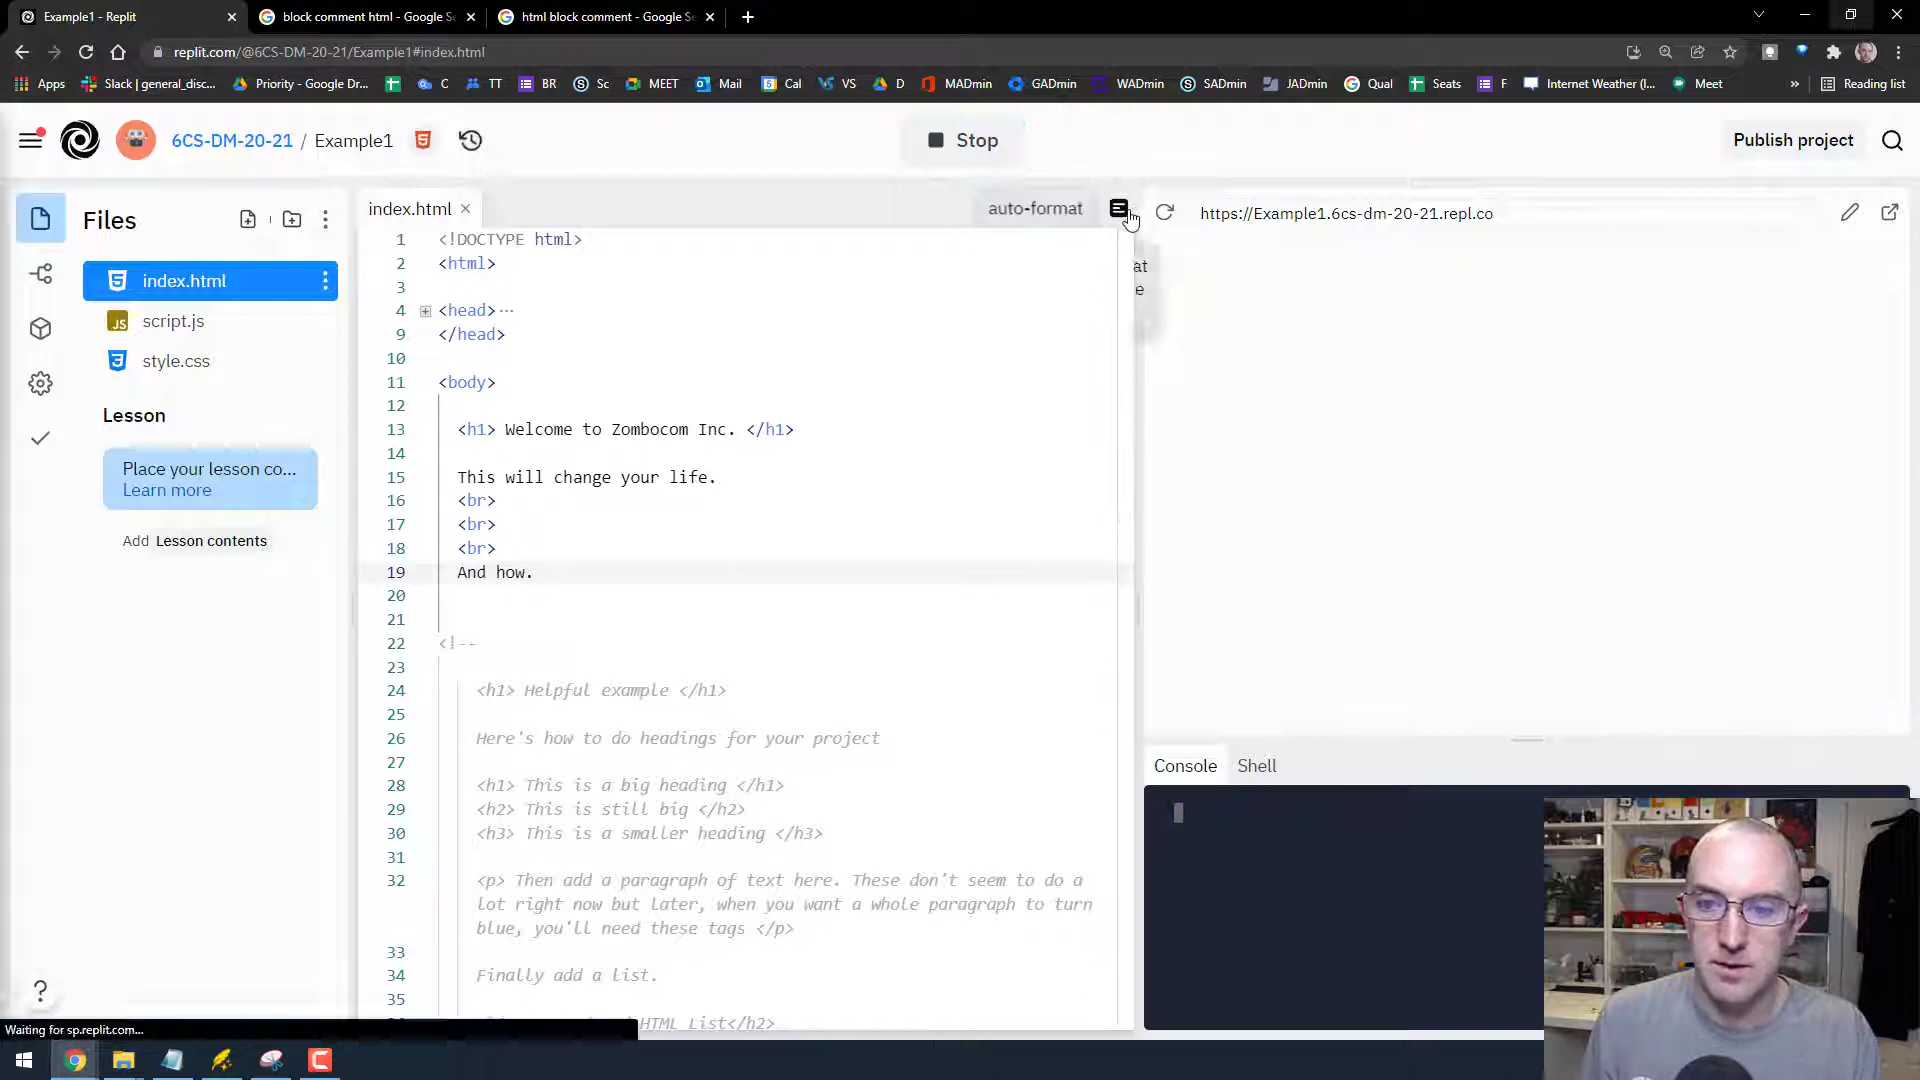 Example1 - Replit
block comment html - Google Se
html block comment - Google Se
replit.com/@6CS-DM-20-21/Example1#index.html
Apps
Slack | general_disc...
Priority - Google Dr...
C
TT
BR
Sc
MEET
Mail
Cal
VS
D
MAdmin
GAdmin
WAdmin
SAdmin
JAdmin
Qual
Seats
F
Internet Weather (I...
Meet
»
Reading list
6CS-DM-20-21 / Example1
Stop
Publish project
Files
index.html
script.js
JS
style.css
Lesson
Place your lesson co...
Learn more
Add Lesson contents
index.html
auto-format
https://Example1.6cs-dm-20-21.repl.co
at
e
1 <!DOCTYPE html>
2 <html>
3
4 <head>···
9 </head>
10
11 <body>
12
13 <h1> Welcome to Zombocom Inc. </h1>
14
15 This will change your life.
16 <br>
17 <br>
18 <br>
19 And how.
20
21
22 <!--
23
24 <h1> Helpful example </h1>
25
26 Here's how to do headings for your project
27
28 <h1> This is a big heading </h1>
29 <h2> This is still big </h2>
30 <h3> This is a smaller heading </h3>
31
32 <p> Then add a paragraph of text here. These don't seem to do a
lot right now but later, when you want a whole paragraph to turn
blue, you'll need these tags </p>
33
34 Finally add a list.
35
HTML List</h2>
Console
Shell
Waiting for sp.replit.com...